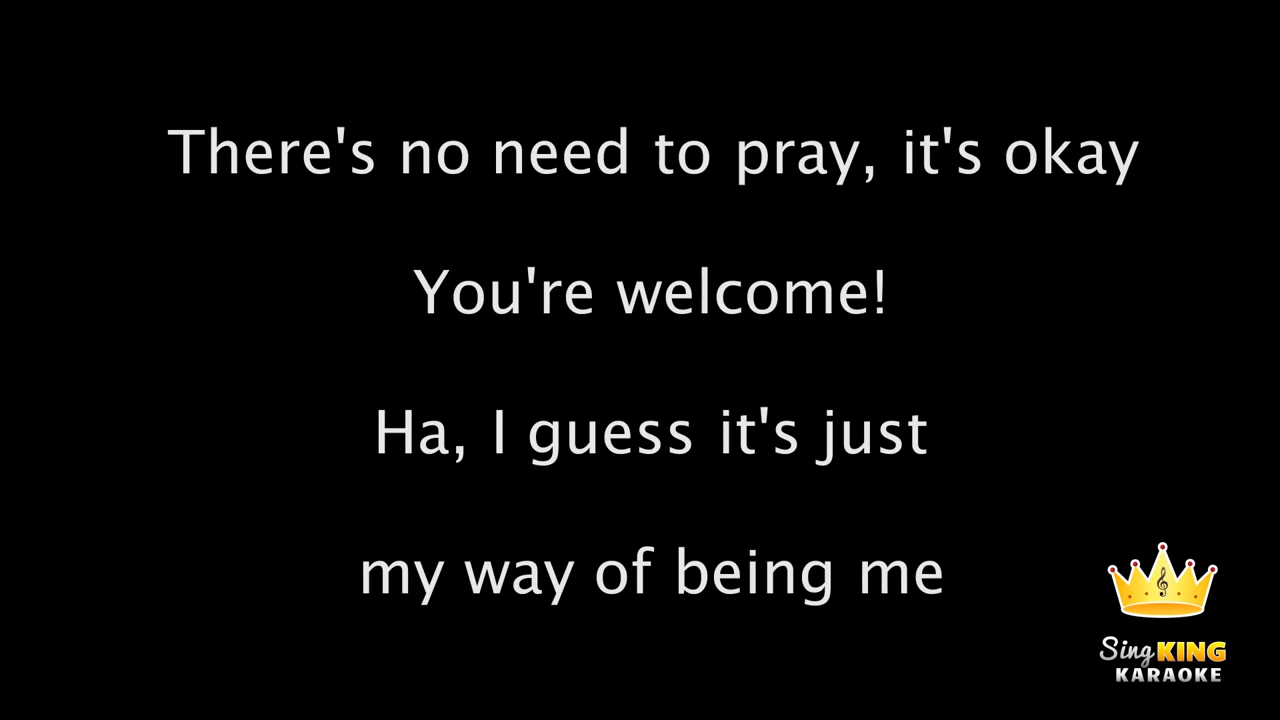 There's no need to pray, it's okay
You're welcome!
Ha, I guess it's just
my way of being me
Sing KING
KARAOKE